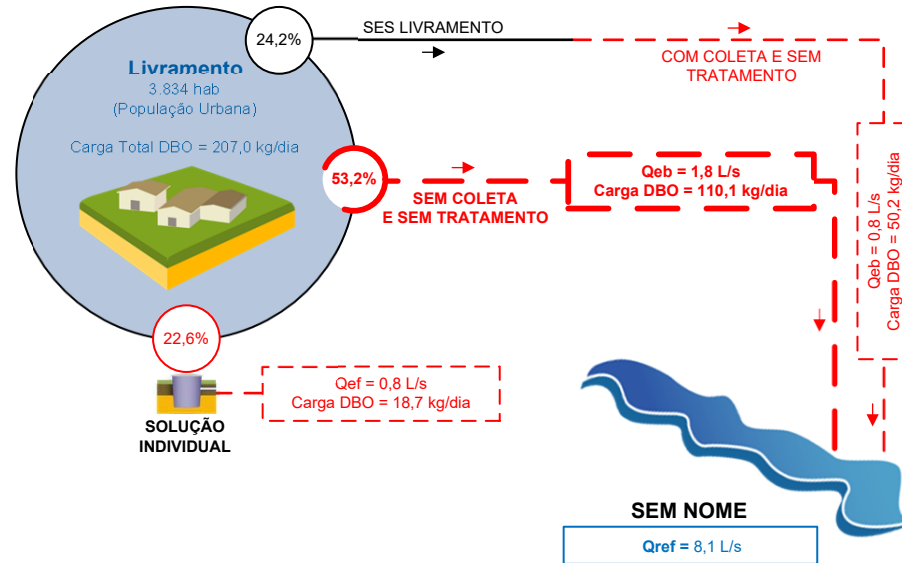 24,2%
SES LIVRAMENTO
COM COLETA E SEM
TRATAMENTO
Livramento
3.834 hab
(População Urbana)
Carga Total DBO = 207,0 kg/dia
53,2%
SEM COLETA
E SEM TRATAMENTO
Qeb = 1,8 L/s
Carga DBO = 110,1 kg/dia
Qeb = 0,8 L/s
Carga DBO = 50,2 kg/dia
22,6%
Qef = 0,8 L/s
Carga DBO = 18,7 kg/dia
SOLUÇÃO
INDIVIDUAL
SEM NOME
Qref = 8,1 L/s